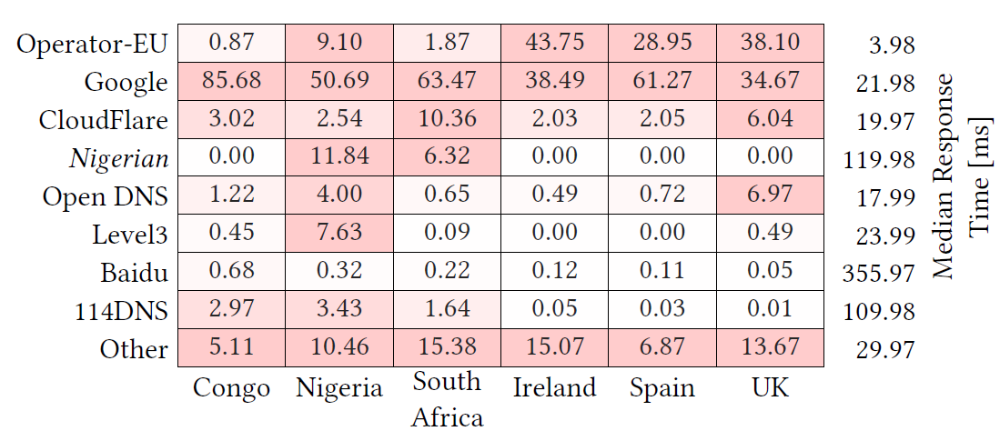 Operator-EU 0.87 9.10 1.87 43.75 28.95 38.10 3.98
Google 85.68 50.69 63.47 38.49 61.27 34.67 21.98
CloudFlare 3.02 2.54 10.36 2.03 2.05 6.04 19.97
Nigerian 0.00 11.84 6.32 0.00 0.00 0.00 119.98
Open DNS 1.22 4.00 0.65 0.49 0.72 6.97 17.99
Level3 0.45 7.63 0.09 0.00 0.00 0.49 23.99
Baidu 0.68 0.32 0.22 0.12 0.11 0.05 355.97
114DNS 2.97 3.43 1.64 0.05 0.03 0.01 109.98
Other 5.11 10.46 15.38 15.07 6.87 13.67 29.97
Congo Nigeria South Ireland Spain UK
Africa
Median Response
Time [ms]